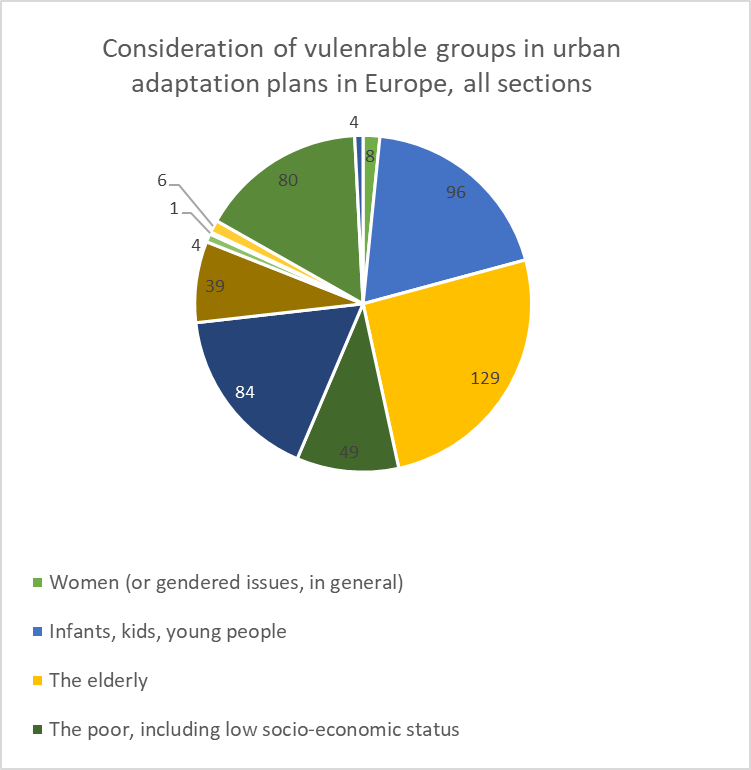 Consideration of vulenrable groups in urban
adaptation plans in Europe, all sections
4
8
80
96
6
1
4
39
129
84
49
Women (or gendered issues, in general)
Infants, kids, young people
The elderly
The poor, including low socio-economic status